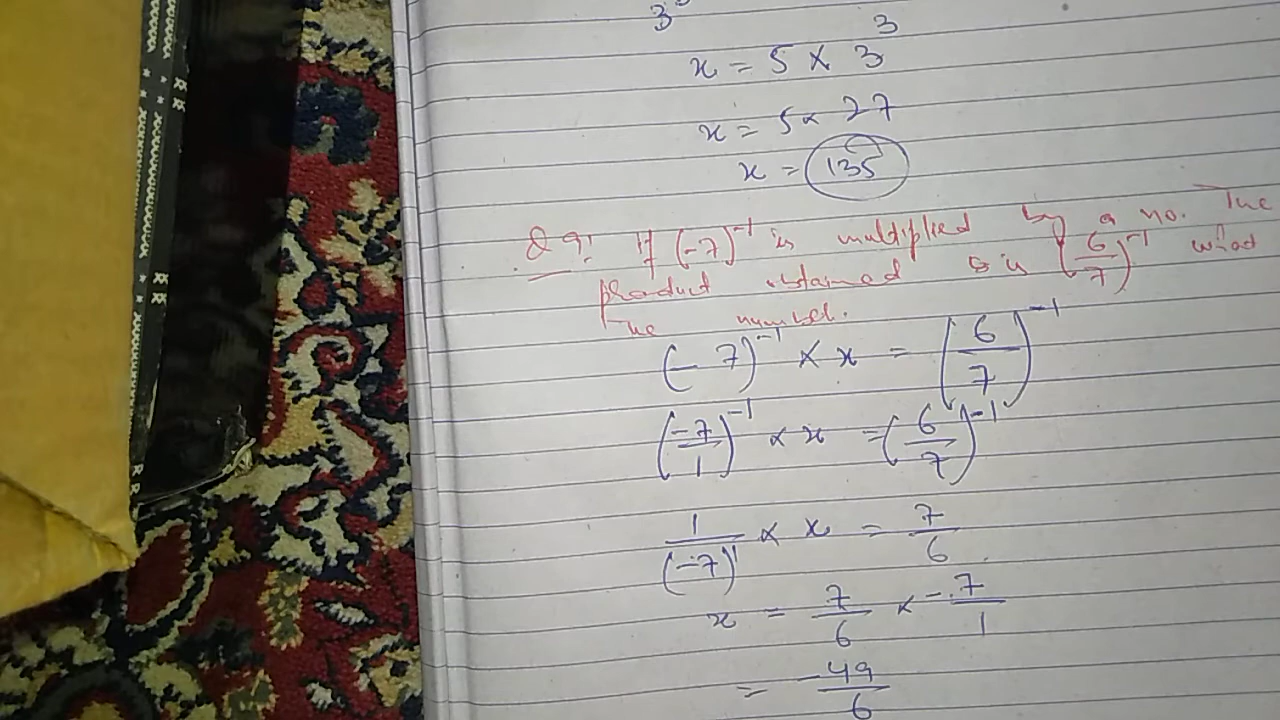 3³
x = 5 × 3³
x = 5 × 27
x = 135
Q 9! If (-7)⁻¹ is multiplied by a no. The
product obtained is (6/7)⁻¹ what
the number.
(-7)⁻¹ × x = (6/7)⁻¹
(-7/1)⁻¹ × x = (6/7)⁻¹
1/(-7)¹ × x = 7/6
x = 7/6 × -7/1
= -49/6